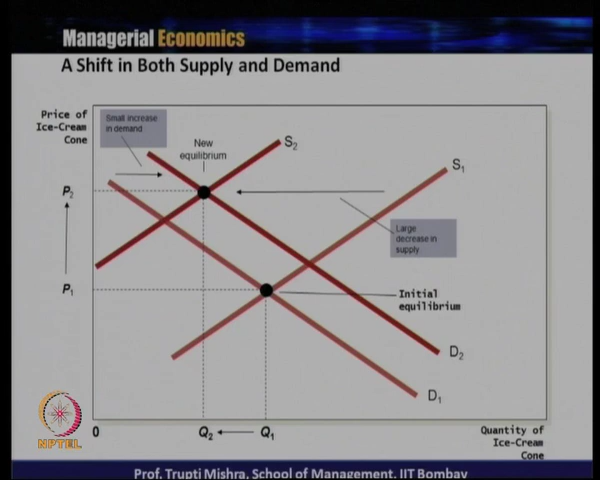 Managerial Economics
A Shift in Both Supply and Demand
Price of
Ice-Cream
Cone
Small increase
in demand
New
equilibrium
S2
S1
P2
Large
decrease in
supply
P1
Initial
equilibrium
D2
D1
0
Q2
Q1
Quantity of
Ice-Cream
Cone
NPTEL
Prof. Trupti Mishra, School of Management, IIT Bombay